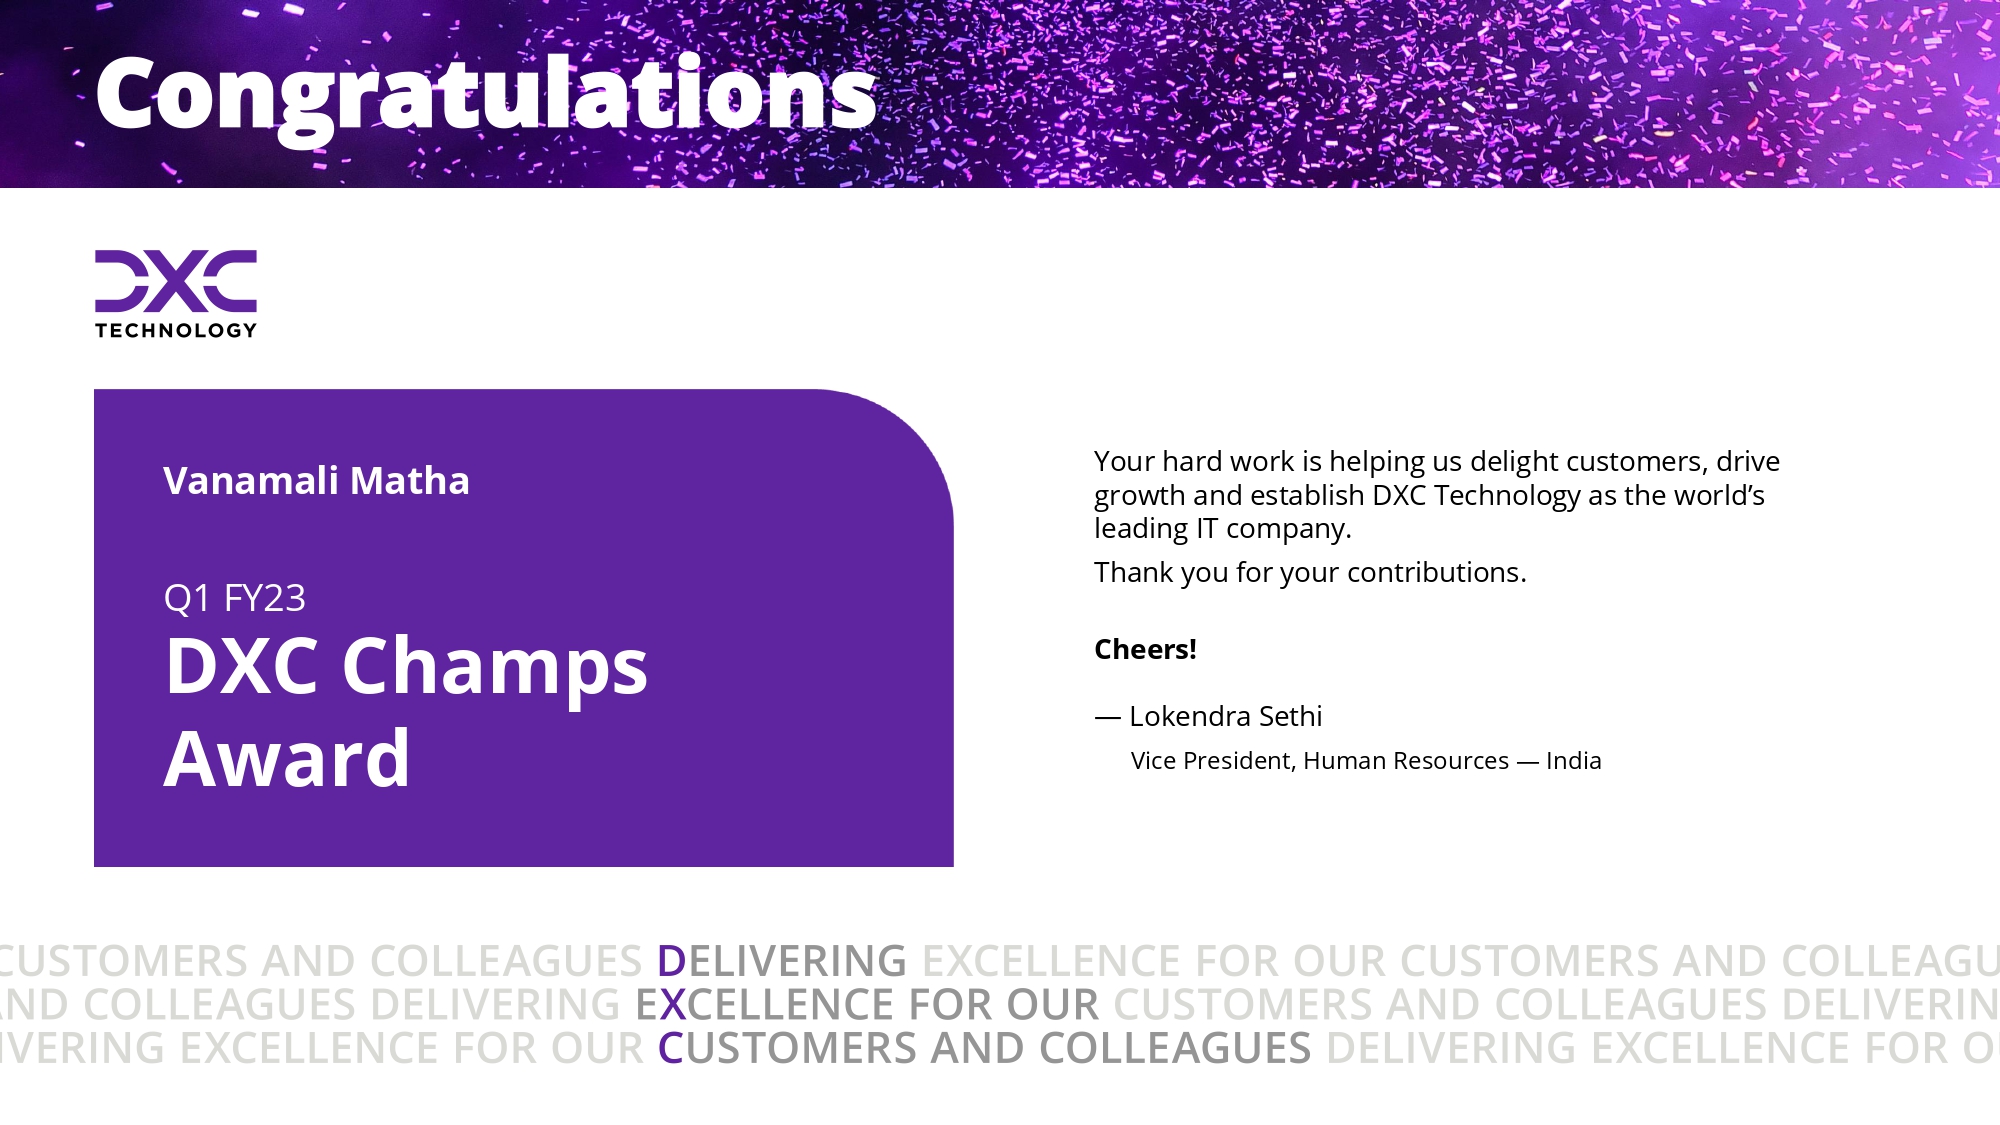 Congratulations
DXC
TECHNOLOGY
Vanamali Matha
Q1 FY23
DXC Champs
Award
Your hard work is helping us delight customers, drive
growth and establish DXC Technology as the world’s
leading IT company.
Thank you for your contributions.
Cheers!
— Lokendra Sethi
Vice President, Human Resources — India
CUSTOMERS AND COLLEAGUES DELIVERING EXCELLENCE FOR OUR CUSTOMERS AND COLLEAGU
AND COLLEAGUES DELIVERING EXCELLENCE FOR OUR CUSTOMERS AND COLLEAGUES DELIVERIN
IVERING EXCELLENCE FOR OUR CUSTOMERS AND COLLEAGUES DELIVERING EXCELLENCE FOR OU